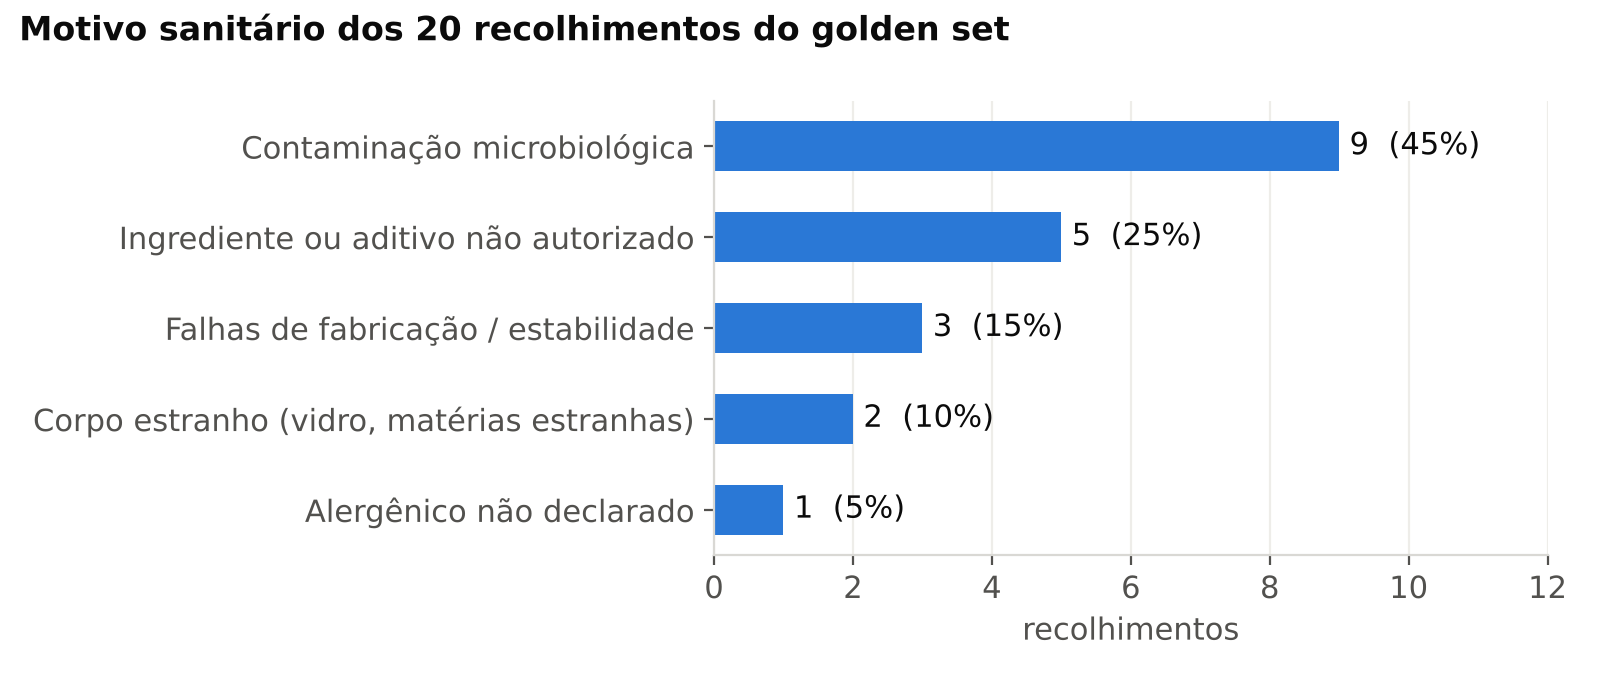 Motivo sanitário dos 20 recolhimentos do golden set
Contaminação microbiológica 9 (45%)
Ingrediente ou aditivo não autorizado 5 (25%)
Falhas de fabricação / estabilidade 3 (15%)
Corpo estranho (vidro, matérias estranhas) 2 (10%)
Alergênico não declarado 1 (5%)
0 2 4 6 8 10 12
recolhimentos